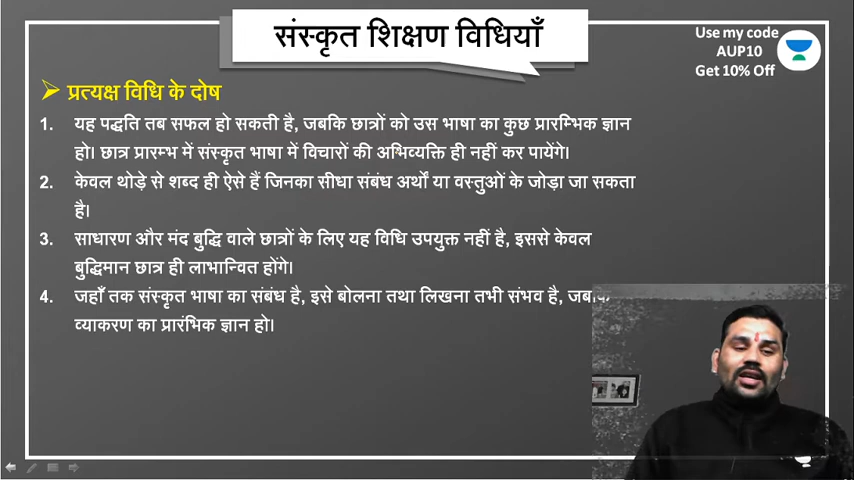 संस्कृत शिक्षण विधियाँ
Use my code
AUP10
Get 10% Off
प्रत्यक्ष विधि के दोष
1. यह पद्धति तब सफल हो सकती है, जबकि छात्रों को उस भाषा का कुछ प्रारम्भिक ज्ञान
हो। छात्र प्रारम्भ में संस्कृत भाषा में विचारों की अभिव्यक्ति ही नहीं कर पायेंगे।
2. केवल थोड़े से शब्द ही ऐसे हैं जिनका सीधा संबंध अर्थों या वस्तुओं के जोड़ा जा सकता
है।
3. साधारण और मंद बुद्धि वाले छात्रों के लिए यह विधि उपयुक्त नहीं है, इससे केवल
बुद्धिमान छात्र ही लाभान्वित होंगे।
4. जहाँ तक संस्कृत भाषा का संबंध है, इसे बोलना तथा लिखना तभी संभव है,
व्याकरण का प्रारंभिक ज्ञान हो।